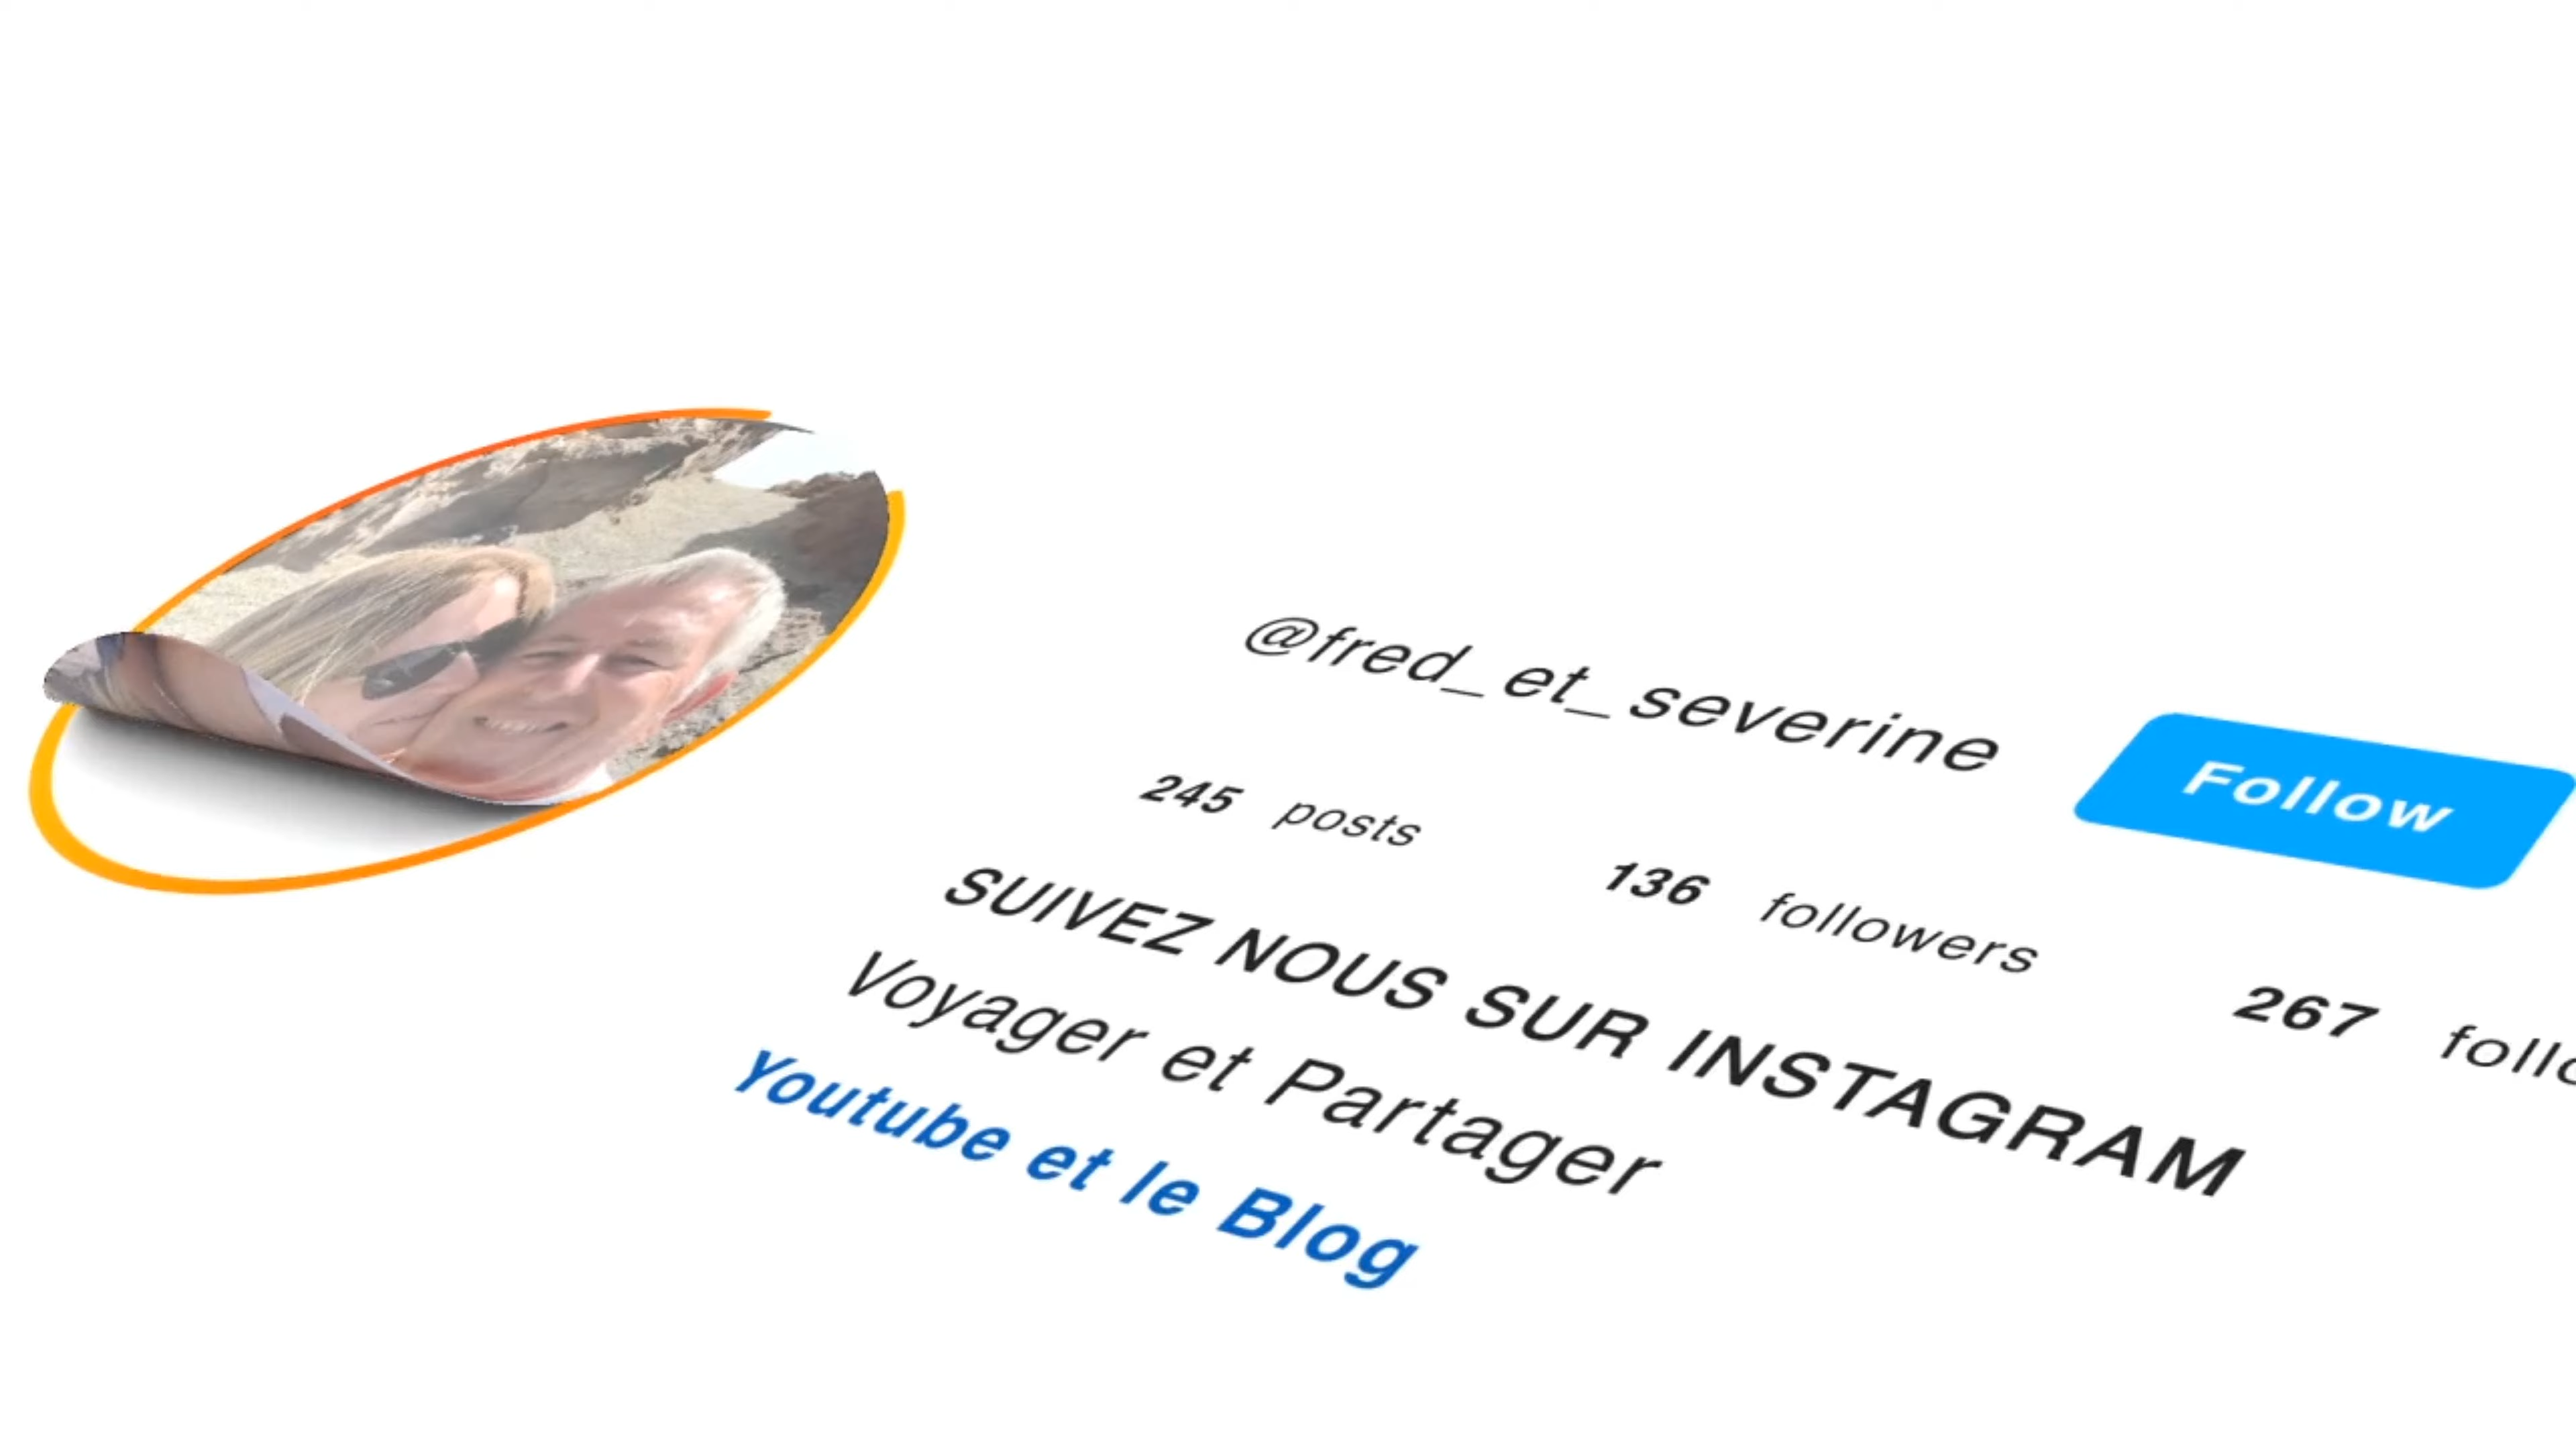 @fred_et_severine
Follow
245 posts 136 followers 267
SUIVEZ NOUS SUR INSTAGRAM
Voyager et Partager
Youtube et le Blog